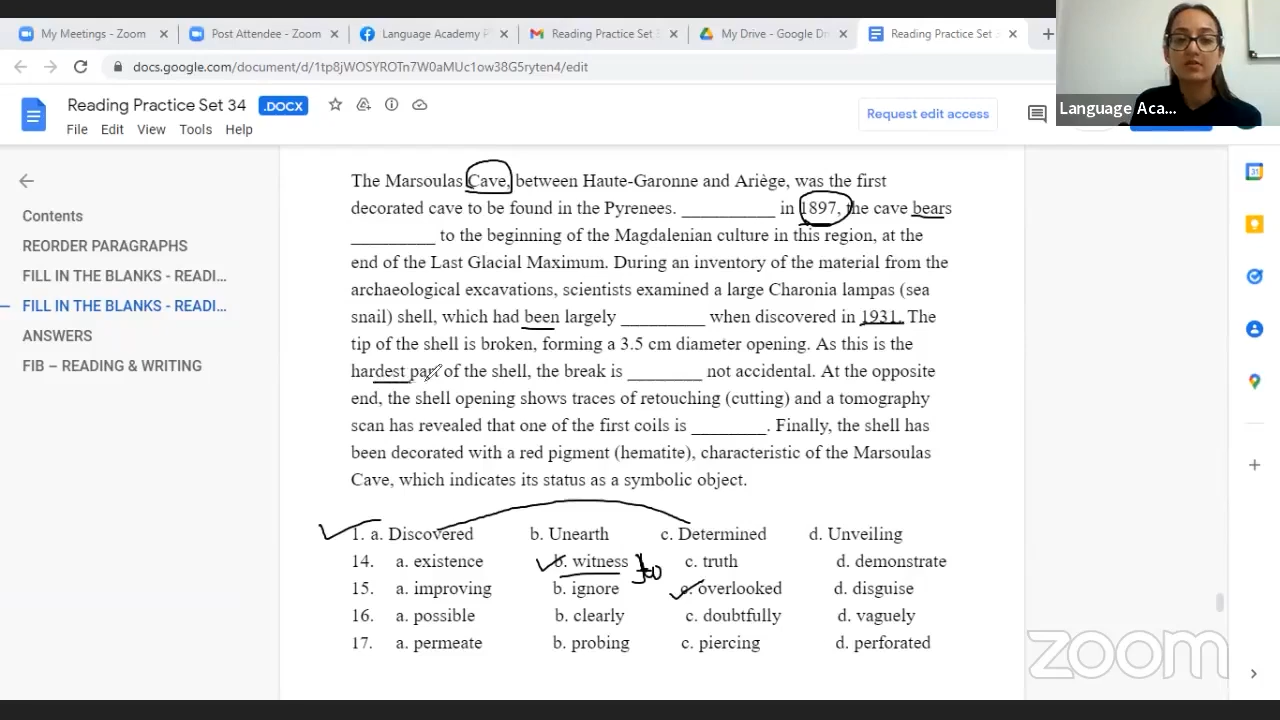 My Meetings - Zoom
Post Attendee - Zoom
Language Academy P
Reading Practice Set
My Drive - Google Dri
Reading Practice Set
docs.google.com/document/d/1tp8jWOSYROTn7W0aMUc1ow38G5ryten4/edit
Reading Practice Set 34 .DOCX
File Edit View Tools Help
Request edit access
Language Aca...
Contents
REORDER PARAGRAPHS
FILL IN THE BLANKS - READI...
FILL IN THE BLANKS - READI...
ANSWERS
FIB – READING & WRITING
The Marsoulas Cave, between Haute-Garonne and Ariège, was the first
decorated cave to be found in the Pyrenees. __________ in 1897, the cave bears
_________ to the beginning of the Magdalenian culture in this region, at the
end of the Last Glacial Maximum. During an inventory of the material from the
archaeological excavations, scientists examined a large Charonia lampas (sea
snail) shell, which had been largely _________ when discovered in 1931. The
tip of the shell is broken, forming a 3.5 cm diameter opening. As this is the
hardest part of the shell, the break is ________ not accidental. At the opposite
end, the shell opening shows traces of retouching (cutting) and a tomography
scan has revealed that one of the first coils is ________. Finally, the shell has
been decorated with a red pigment (hematite), characteristic of the Marsoulas
Cave, which indicates its status as a symbolic object.
1. a. Discovered b. Unearth c. Determined d. Unveiling
14. a. existence b. witness to c. truth d. demonstrate
15. a. improving b. ignore c. overlooked d. disguise
16. a. possible b. clearly c. doubtfully d. vaguely
17. a. permeate b. probing c. piercing d. perforated
31
zoom